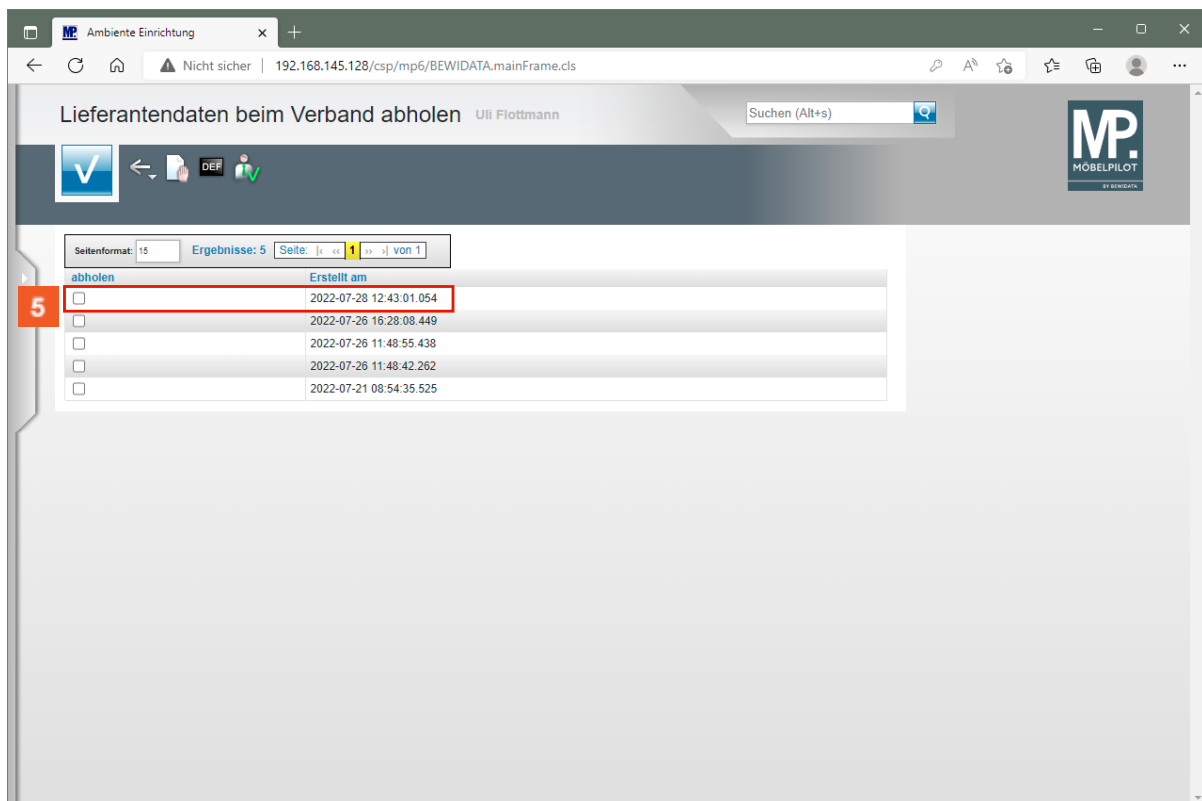 MP. Ambiente Einrichtung
Nicht sicher | 192.168.145.128/csp/mp6/BEWIDATA.mainFrame.cls
Lieferantendaten beim Verband abholen Uli Flottmann
Suchen (Alt+s)
MP.
MÖBELPILOT
BY BEWIDATA
DEF
Seitenformat: 15 Ergebnisse: 5 Seite: |‹ ‹‹ 1 ›› ›| von 1
abholen Erstellt am
5
2022-07-28 12:43:01.054
2022-07-26 16:28:08.449
2022-07-26 11:48:55.438
2022-07-26 11:48:42.262
2022-07-21 08:54:35.525